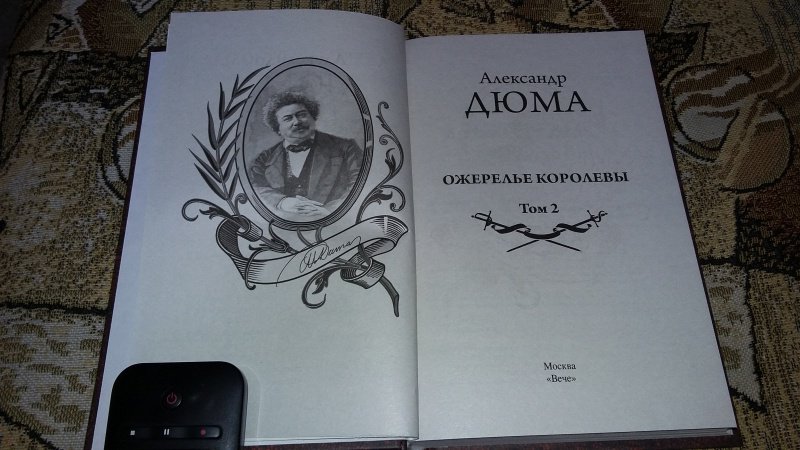 Александр
ДЮМА
ОЖЕРЕЛЬЕ КОРОЛЕВЫ
Том 2
Москва
«Вече»